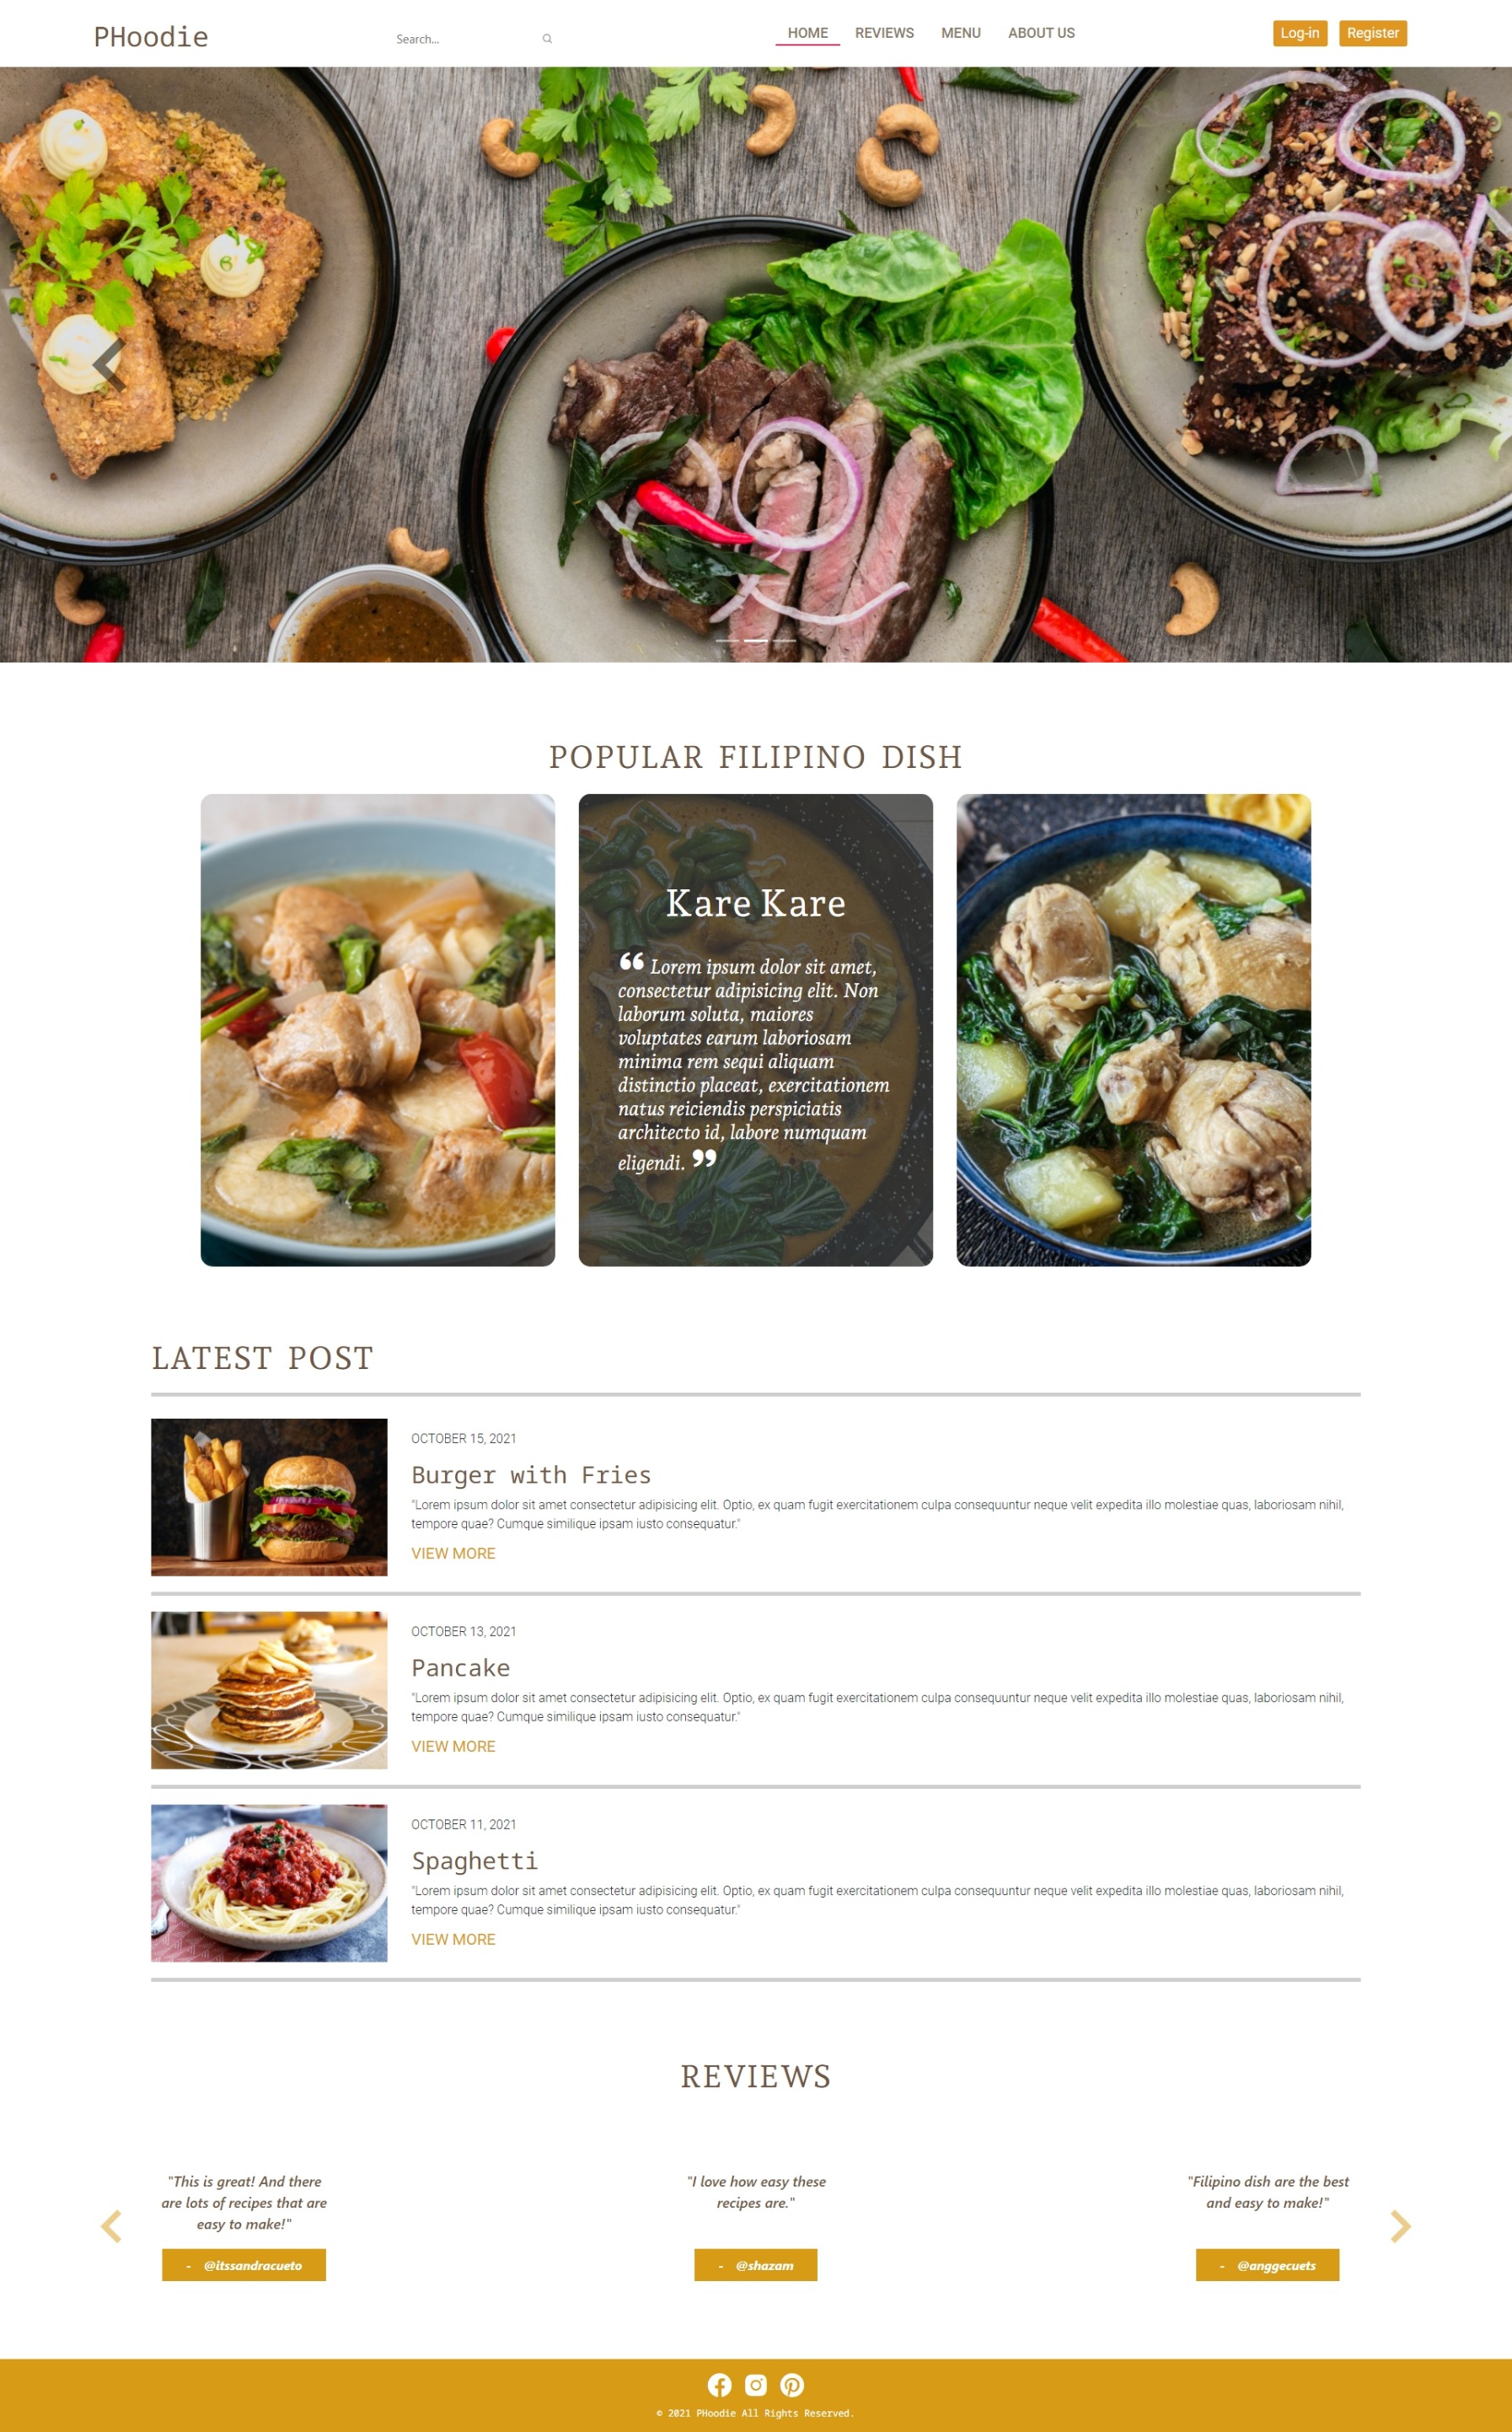 PHoodie
Search...
HOME
REVIEWS
MENU
ABOUT US
Log-in
Register
POPULAR FILIPINO DISH
Kare Kare
❝ Lorem ipsum dolor sit amet,
consectetur adipisicing elit. Non
laborum soluta, maiores
voluptates earum laboriosam
minima rem sequi aliquam
distinctio placeat, exercitationem
natus reiciendis perspiciatis
architecto id, labore numquam
eligendi. ❞
LATEST POST
OCTOBER 15, 2021
Burger with Fries
"Lorem ipsum dolor sit amet consectetur adipisicing elit. Optio, ex quam fugit exercitationem culpa consequuntur neque velit expedita illo molestiae quas, laboriosam nihil,
tempore quae? Cumque similique ipsam iusto consequatur."
VIEW MORE
OCTOBER 13, 2021
Pancake
"Lorem ipsum dolor sit amet consectetur adipisicing elit. Optio, ex quam fugit exercitationem culpa consequuntur neque velit expedita illo molestiae quas, laboriosam nihil,
tempore quae? Cumque similique ipsam iusto consequatur."
VIEW MORE
OCTOBER 11, 2021
Spaghetti
"Lorem ipsum dolor sit amet consectetur adipisicing elit. Optio, ex quam fugit exercitationem culpa consequuntur neque velit expedita illo molestiae quas, laboriosam nihil,
tempore quae? Cumque similique ipsam iusto consequatur."
VIEW MORE
REVIEWS
"This is great! And there
are lots of recipes that are
easy to make!"
- @itssandracueto
"I love how easy these
recipes are."
- @shazam
"Filipino dish are the best
and easy to make!"
- @anggecuets
© 2021 PHoodie All Rights Reserved.